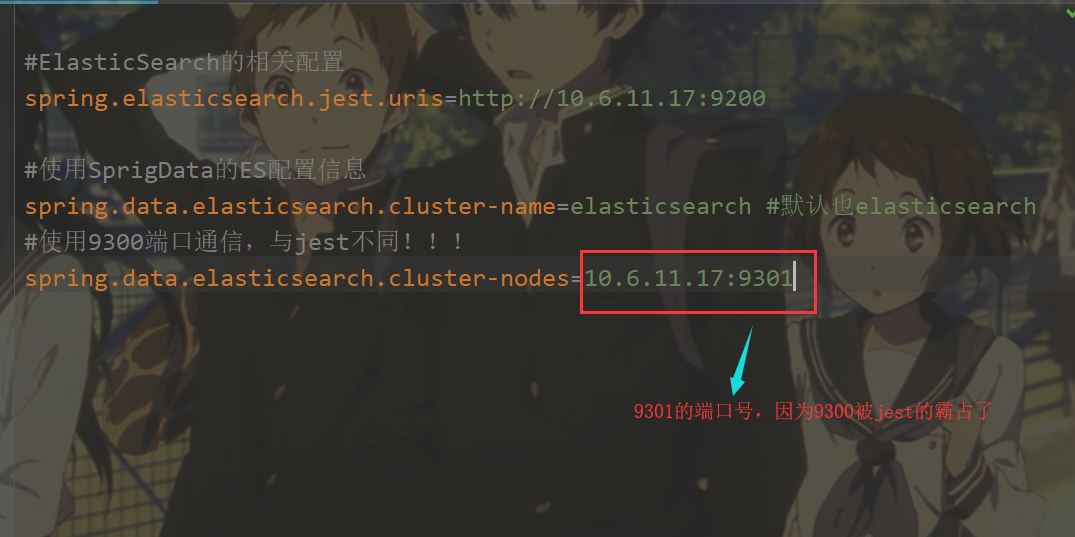 #ElasticSearch的相关配置
spring.elasticsearch.jest.uris=http://10.6.11.17:9200
#使用SprigData的ES配置信息
spring.data.elasticsearch.cluster-name=elasticsearch #默认也elasticsearch
#使用9300端口通信，与jest不同！！！
spring.data.elasticsearch.cluster-nodes=10.6.11.17:9301
9301的端口号，因为9300被jest的霸占了